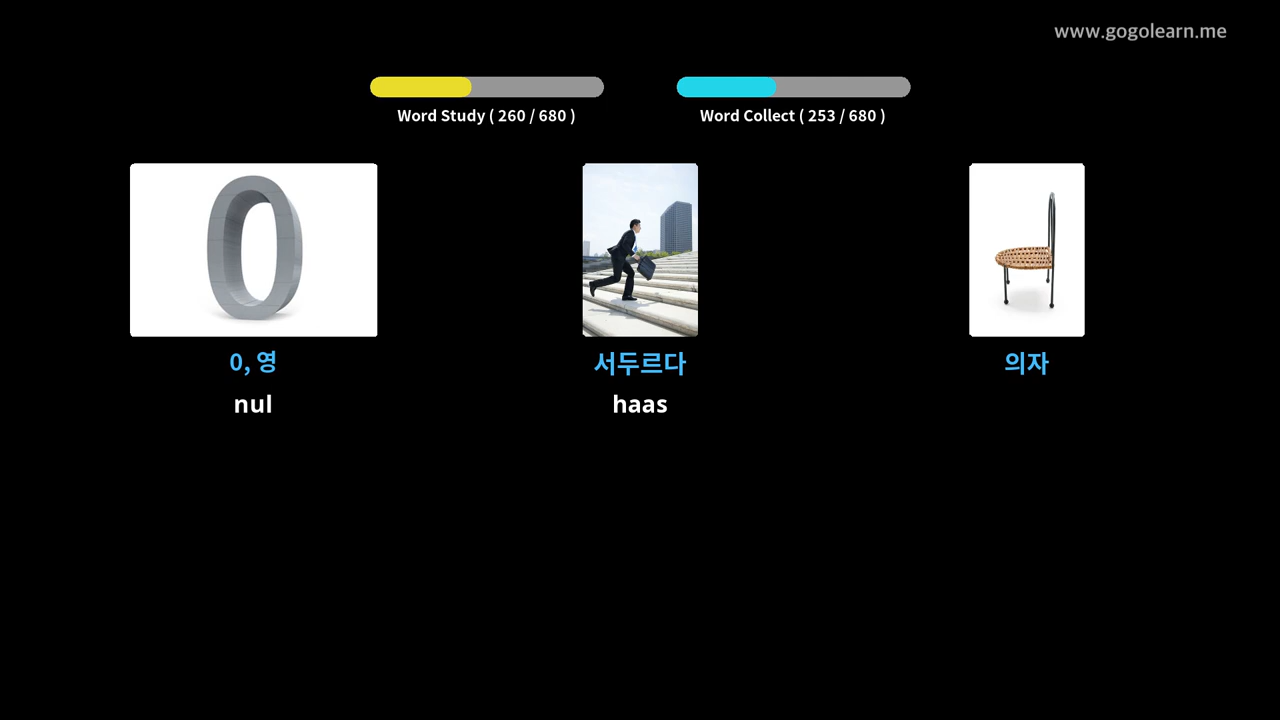 www.gogolearn.me
Word Study ( 260 / 680 )
Word Collect ( 253 / 680 )
0, 영
서두르다
의자
nul
haas